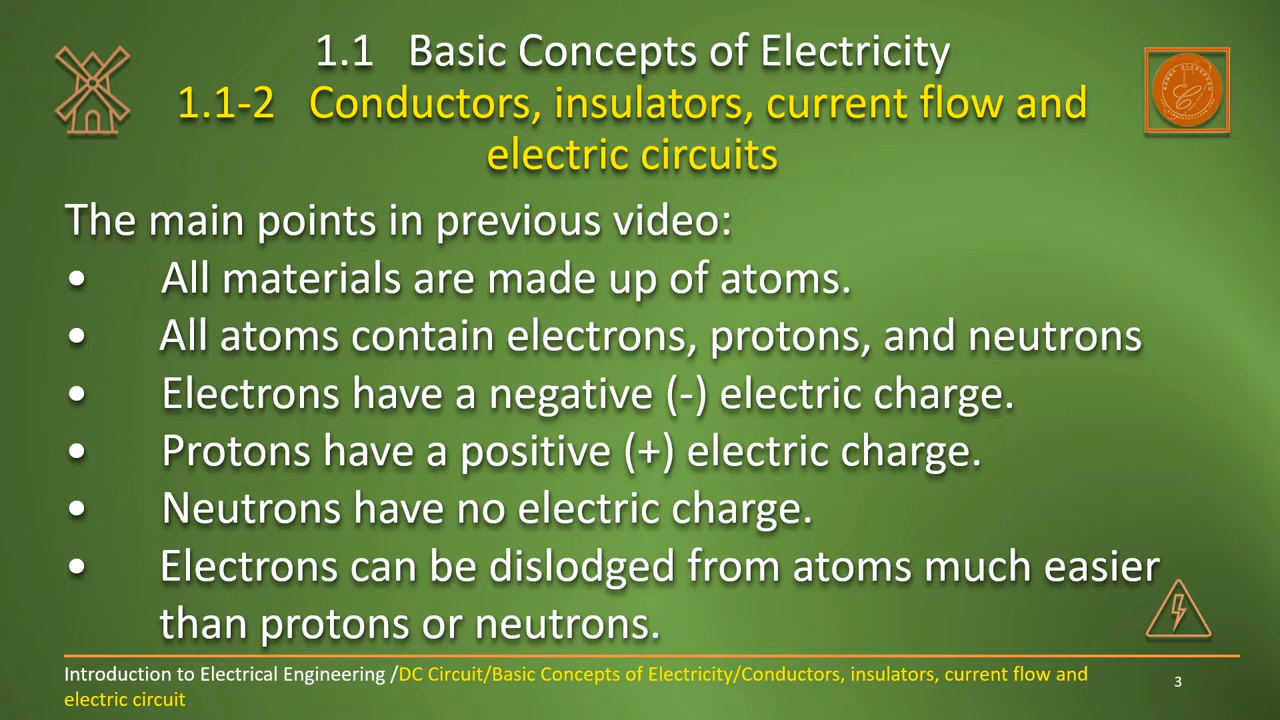 1.1 Basic Concepts of Electricity
1.1-2 Conductors, insulators, current flow and
electric circuits
The main points in previous video:
• All materials are made up of atoms.
• All atoms contain electrons, protons, and neutrons
• Electrons have a negative (-) electric charge.
• Protons have a positive (+) electric charge.
• Neutrons have no electric charge.
• Electrons can be dislodged from atoms much easier
than protons or neutrons.
Introduction to Electrical Engineering /DC Circuit/Basic Concepts of Electricity/Conductors, insulators, current flow and
electric circuit
3